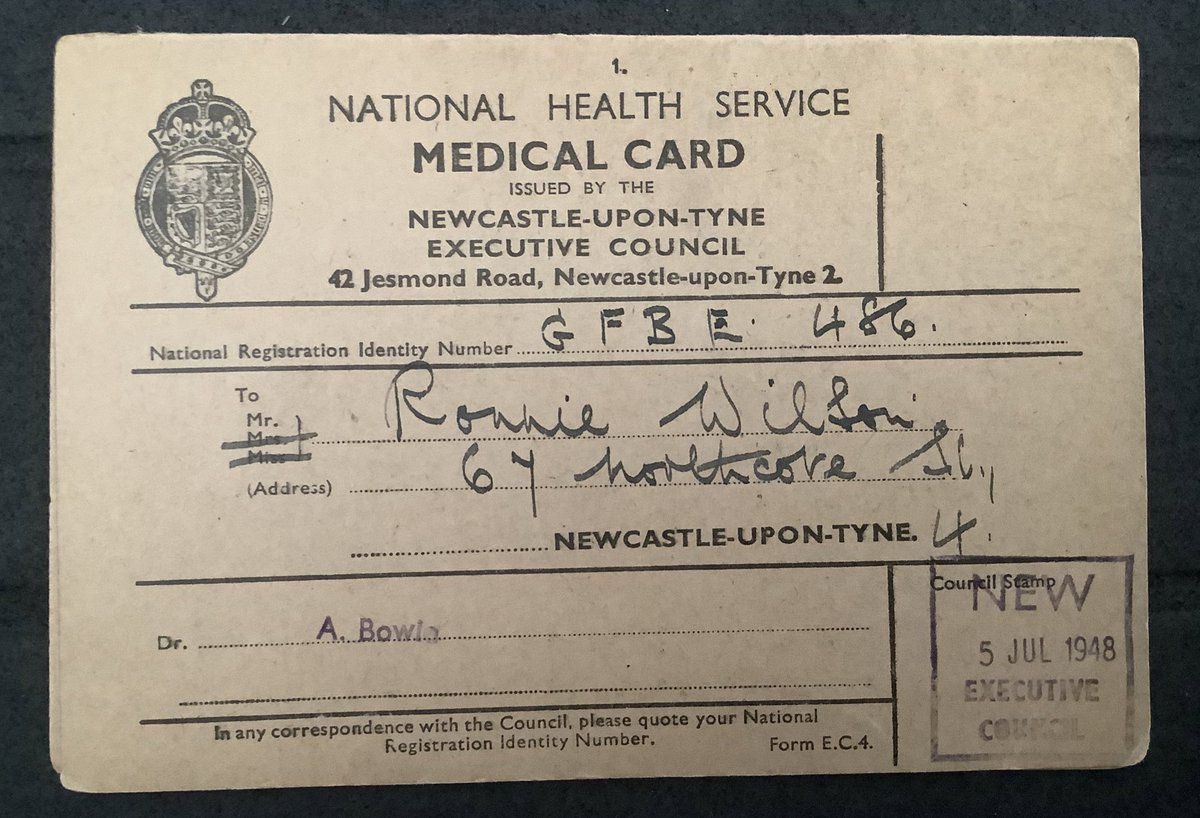 1.
NATIONAL HEALTH SERVICE
MEDICAL CARD
ISSUED BY THE
NEWCASTLE-UPON-TYNE
EXECUTIVE COUNCIL
42 Jesmond Road, Newcastle-upon-Tyne 2
National Registration Identity Number G F B E. 486.
To
Mr.
Mrs
Miss
Ronnie Wilson,
(Address) 67 Northcote St.,
NEWCASTLE-UPON-TYNE. 4.
Dr. A.
In any correspondence with the Council, please quote your National
Registration Identity Number.
Form E.C.4.
Council Stamp
NEW
5 JUL 1948
EXECUTIVE
COUNCIL